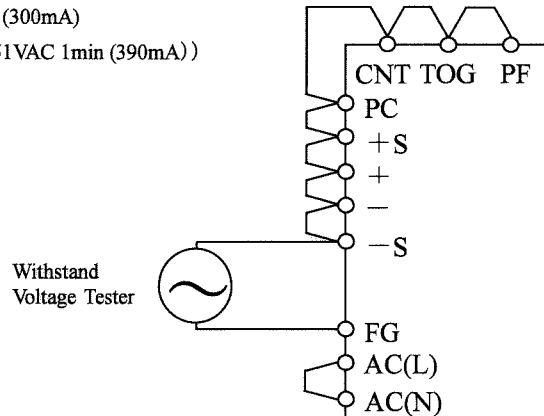 (300mA)
1VAC 1min (390mA))
CNT TOG PF
PC
+S
+
−
−S
Withstand
Voltage Tester
FG
AC(L)
AC(N)